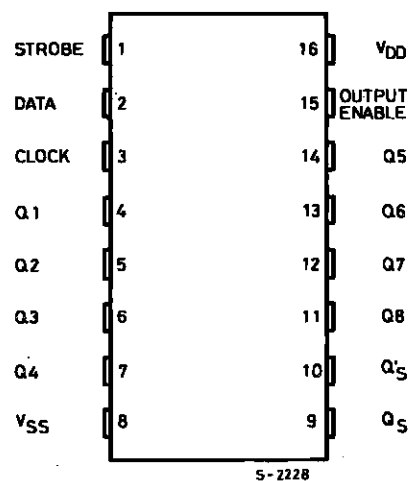 STROBE 1 16 VDD
DATA 2 15 OUTPUT ENABLE
CLOCK 3 14 Q5
Q1 4 13 Q6
Q2 5 12 Q7
Q3 6 11 Q8
Q4 7 10 Q'S
VSS 8 9 QS
S-2228